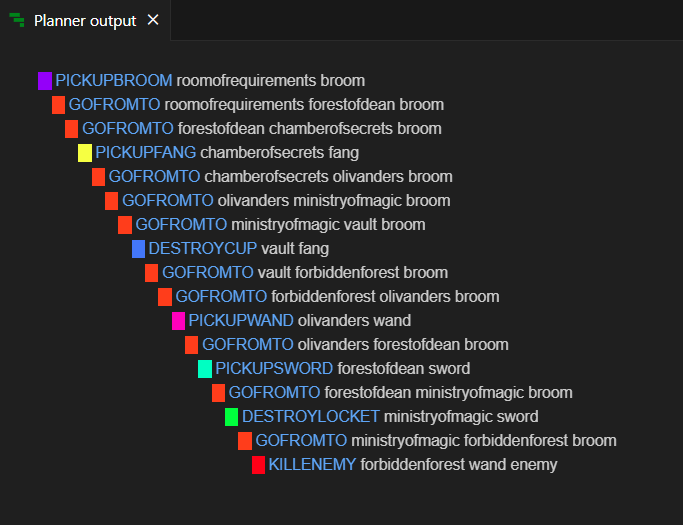 Planner output
PICKUPBROOM roomofrequirements broom
GOFROMTO roomofrequirements forestofdean broom
GOFROMTO forestofdean chamberofsecrets broom
PICKUPFANG chamberofsecrets fang
GOFROMTO chamberofsecrets olivanders broom
GOFROMTO olivanders ministryofmagic broom
GOFROMTO ministryofmagic vault broom
DESTROYCUP vault fang
GOFROMTO vault forbiddenforest broom
GOFROMTO forbiddenforest olivanders broom
PICKUPWAND olivanders wand
GOFROMTO olivanders forestofdean broom
PICKUPSWORD forestofdean sword
GOFROMTO forestofdean ministryofmagic broom
DESTROYLOCKET ministryofmagic sword
GOFROMTO ministryofmagic forbiddenforest broom
KILLENEMY forbiddenforest wand enemy